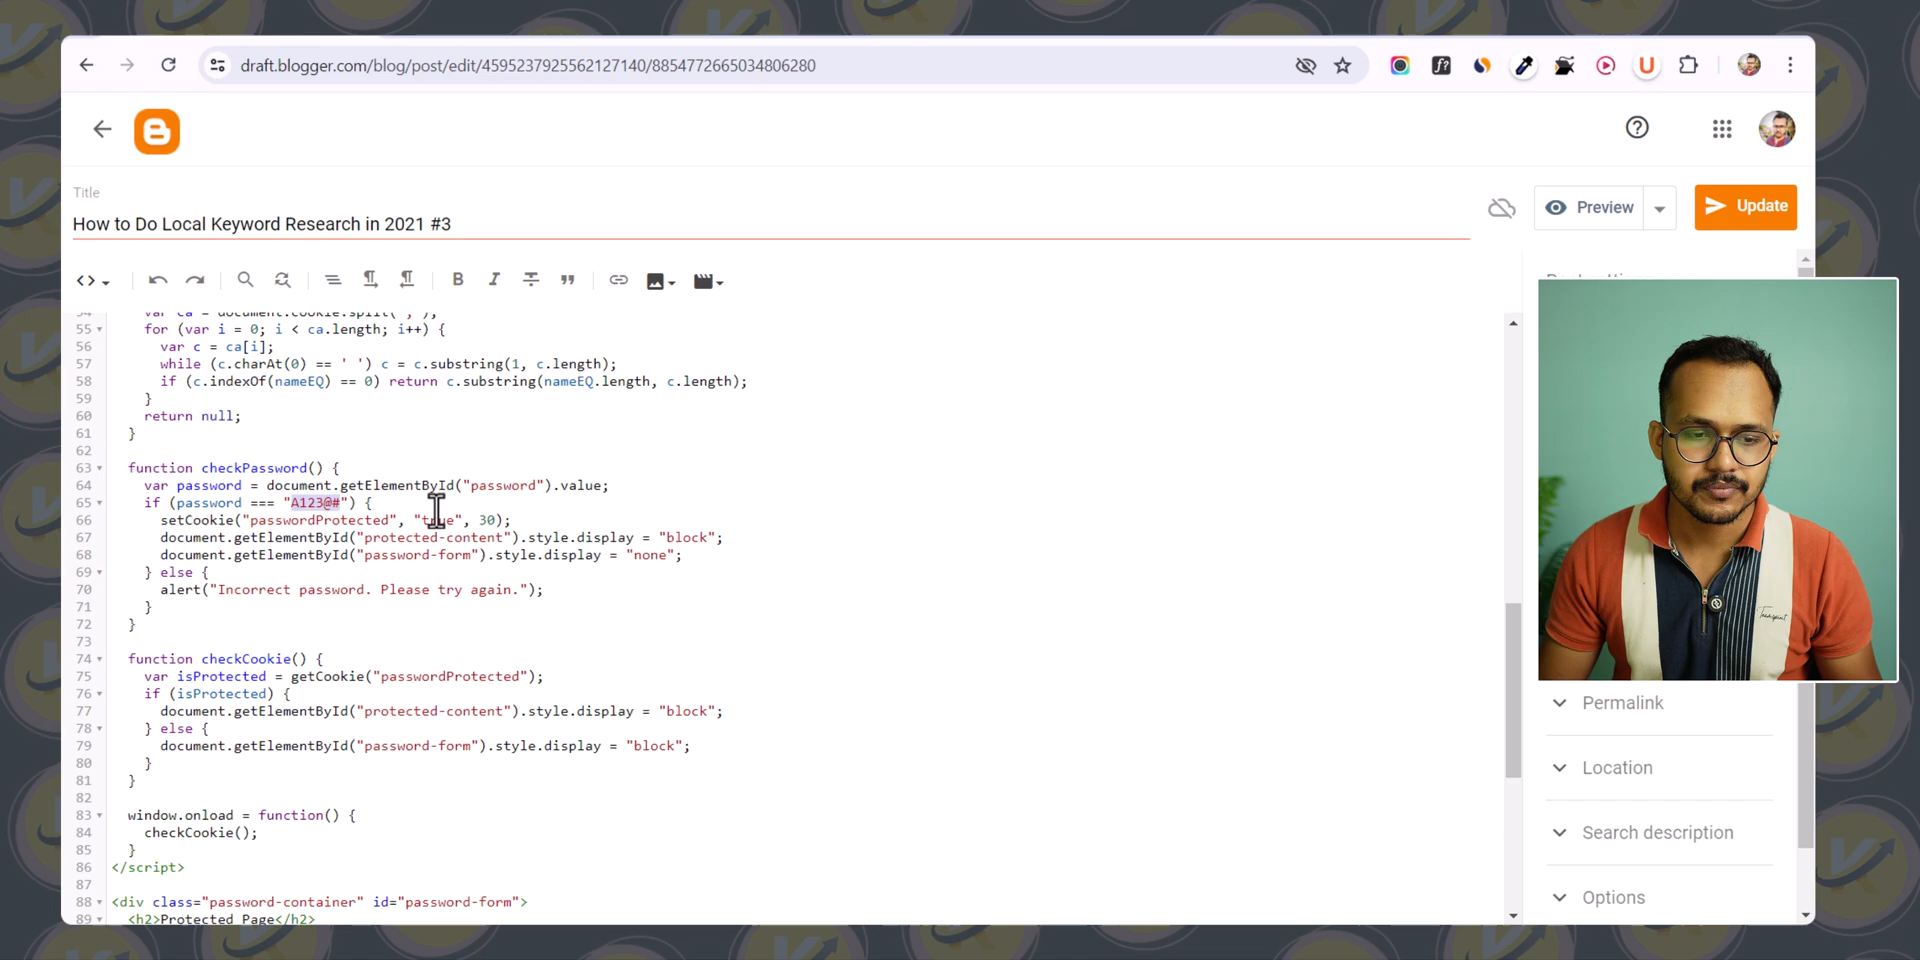 draft.blogger.com/blog/post/edit/4595237925562127140/8854772665034806280
Title
How to Do Local Keyword Research in 2021 #3
Preview
Update
54 var ca = document.cookie.split(';');
55 for (var i = 0; i < ca.length; i++) {
56 var c = ca[i];
57 while (c.charAt(0) == ' ') c = c.substring(1, c.length);
58 if (c.indexOf(nameEQ) == 0) return c.substring(nameEQ.length, c.length);
59 }
60 return null;
61 }
62
63 function checkPassword() {
64 var password = document.getElementById("password").value;
65 if (password === "A123@#") {
66 setCookie("passwordProtected", "true", 30);
67 document.getElementById("protected-content").style.display = "block";
68 document.getElementById("password-form").style.display = "none";
69 } else {
70 alert("Incorrect password. Please try again.");
71 }
72 }
73
74 function checkCookie() {
75 var isProtected = getCookie("passwordProtected");
76 if (isProtected) {
77 document.getElementById("protected-content").style.display = "block";
78 } else {
79 document.getElementById("password-form").style.display = "block";
80 }
81 }
82
83 window.onload = function() {
84 checkCookie();
85 }
86 </script>
87
88 <div class="password-container" id="password-form">
89 <h2>Protected Page</h2>
Permalink
Location
Search description
Options